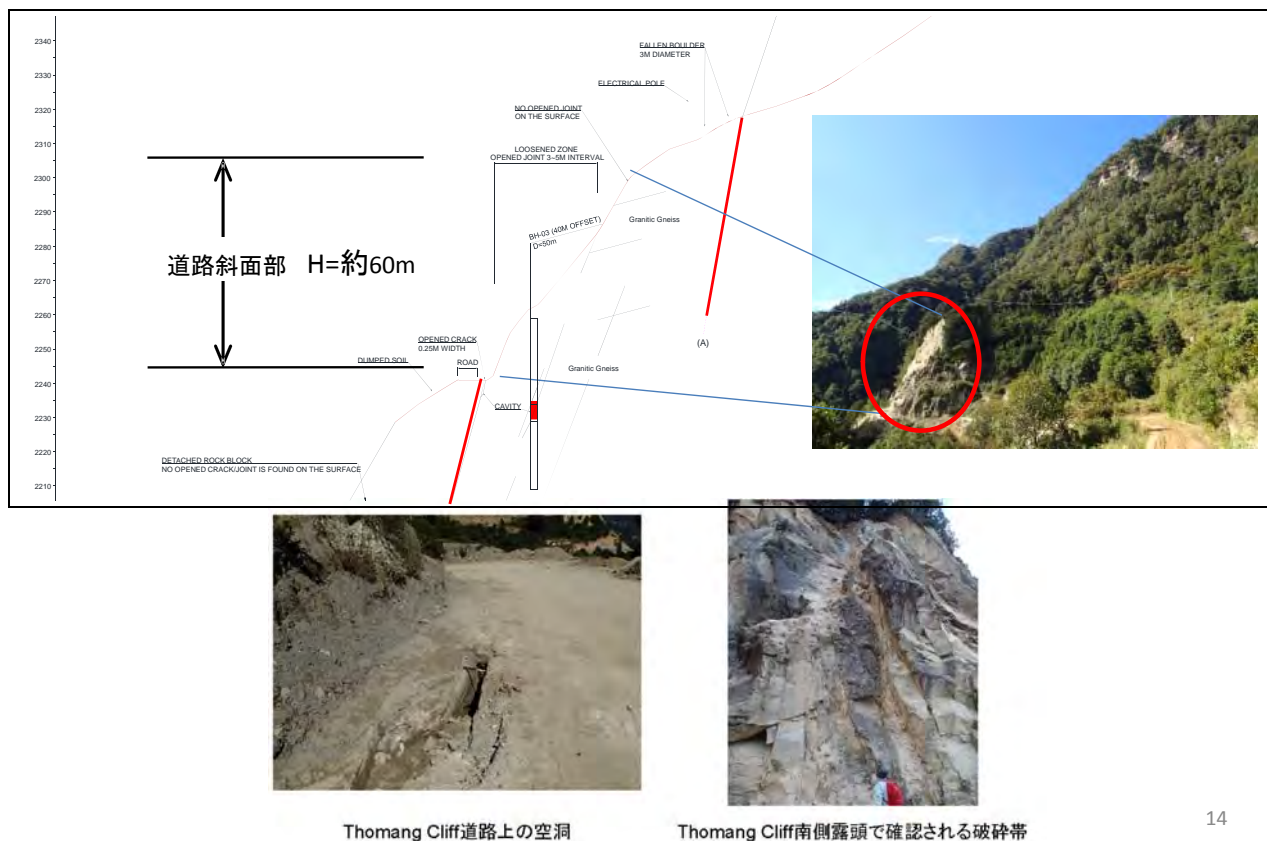 2340
2330
2320
2310
2300
2290
2280
2270
2260
2250
2240
2230
2220
2210
FALLEN BOULDER
3M DIAMETER
ELECTRICAL POLE
NO OPENED JOINT
ON THE SURFACE
LOOSENED ZONE
OPENED JOINT 3~5M INTERVAL
BH-03 (40M OFFSET)
D=50m
Granitic Gneiss
道路斜面部 H=約60m
(A)
OPENED CRACK
0.25M WIDTH
DUMPED SOIL
ROAD
Granitic Gneiss
CAVITY
DETACHED ROCK BLOCK
NO OPENED CRACK/JOINT IS FOUND ON THE SURFACE
Thomang Cliff道路上の空洞
Thomang Cliff南側露頭で確認される破砕帯
14